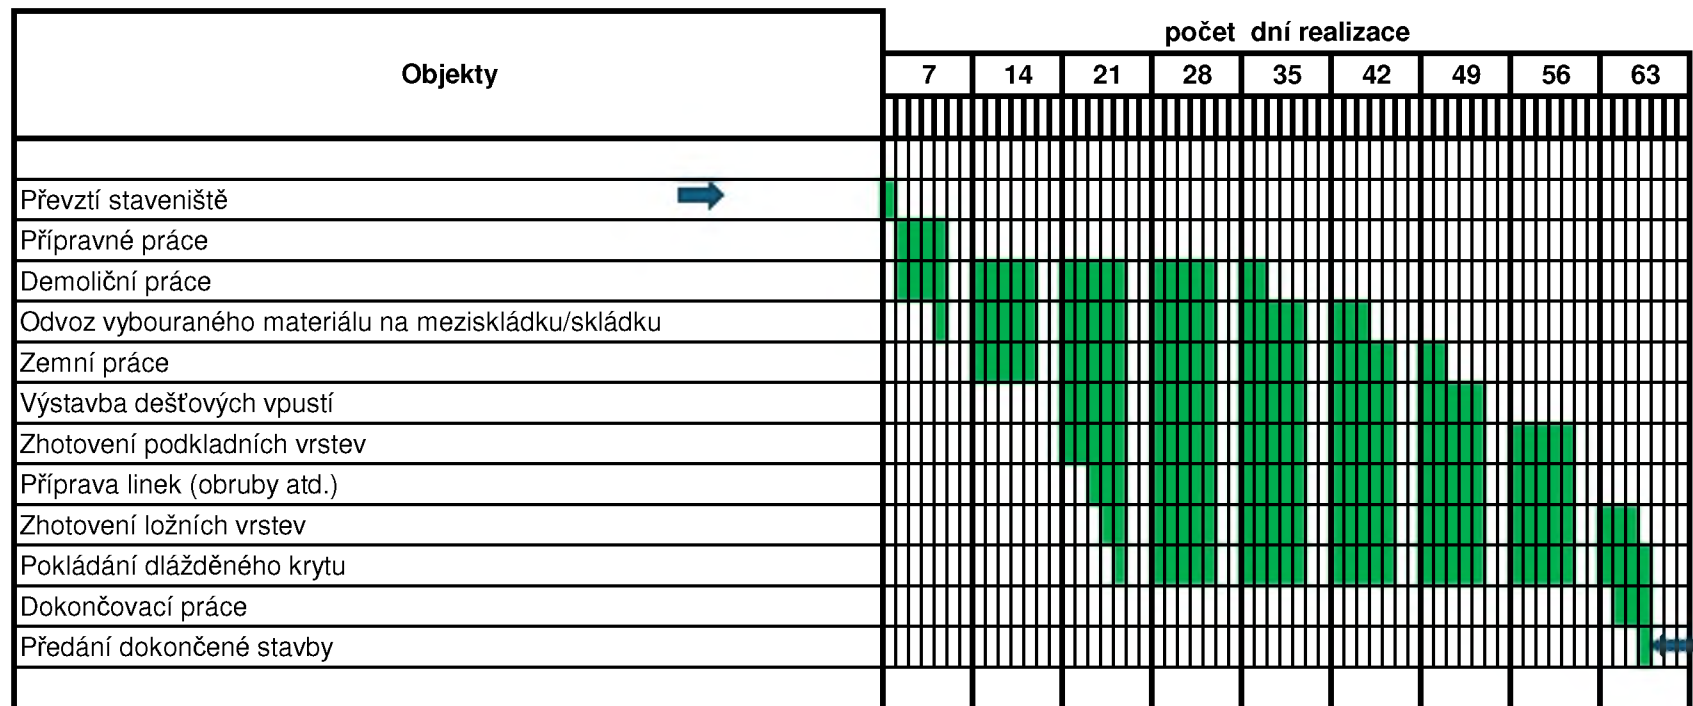 počet dní realizace
Objekty
7 14 21 28 35 42 49 56 63
Převztí staveniště
Přípravné práce
Demoliční práce
Odvoz vybouraného materiálu na meziskládku/skládku
Zemní práce
Výstavba dešťových vpustí
Zhotovení podkladních vrstev
Příprava linek (obruby atd.)
Zhotovení ložních vrstev
Pokládání dlážděného krytu
Dokončovací práce
Předání dokončené stavby